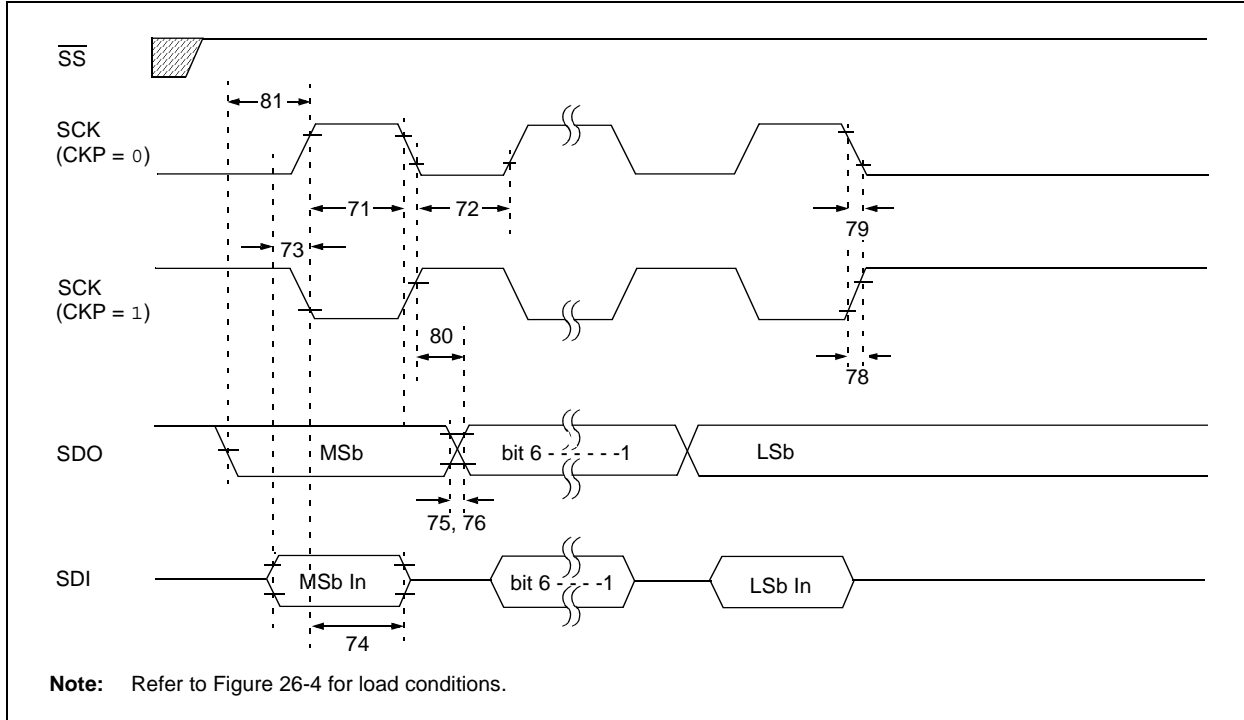 SS
81
SCK
(CKP = 0)
71
72
79
73
SCK
(CKP = 1)
80
78
SDO
MSb
bit 6 - - - - - -1
LSb
75, 76
SDI
MSb In
bit 6 - - - - -1
LSb In
74
Note: Refer to Figure 26-4 for load conditions.